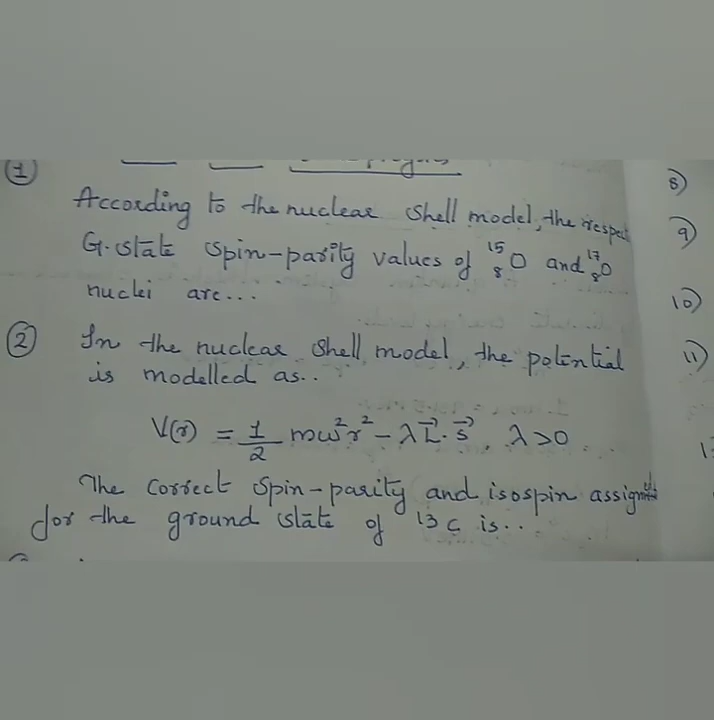 ①
According to the nuclear shell model, the respect
G.state spin-parity values of ¹⁵₈O and ¹⁷₈O
nuclei are...
② In the nuclear shell model, the potential
is modelled as..
V(r) = 1/2 mω²r² - λL⃗.s⃗, λ>0
The correct spin-parity and isospin
for the ground state of ¹³C is..
8)
9)
10)
11)